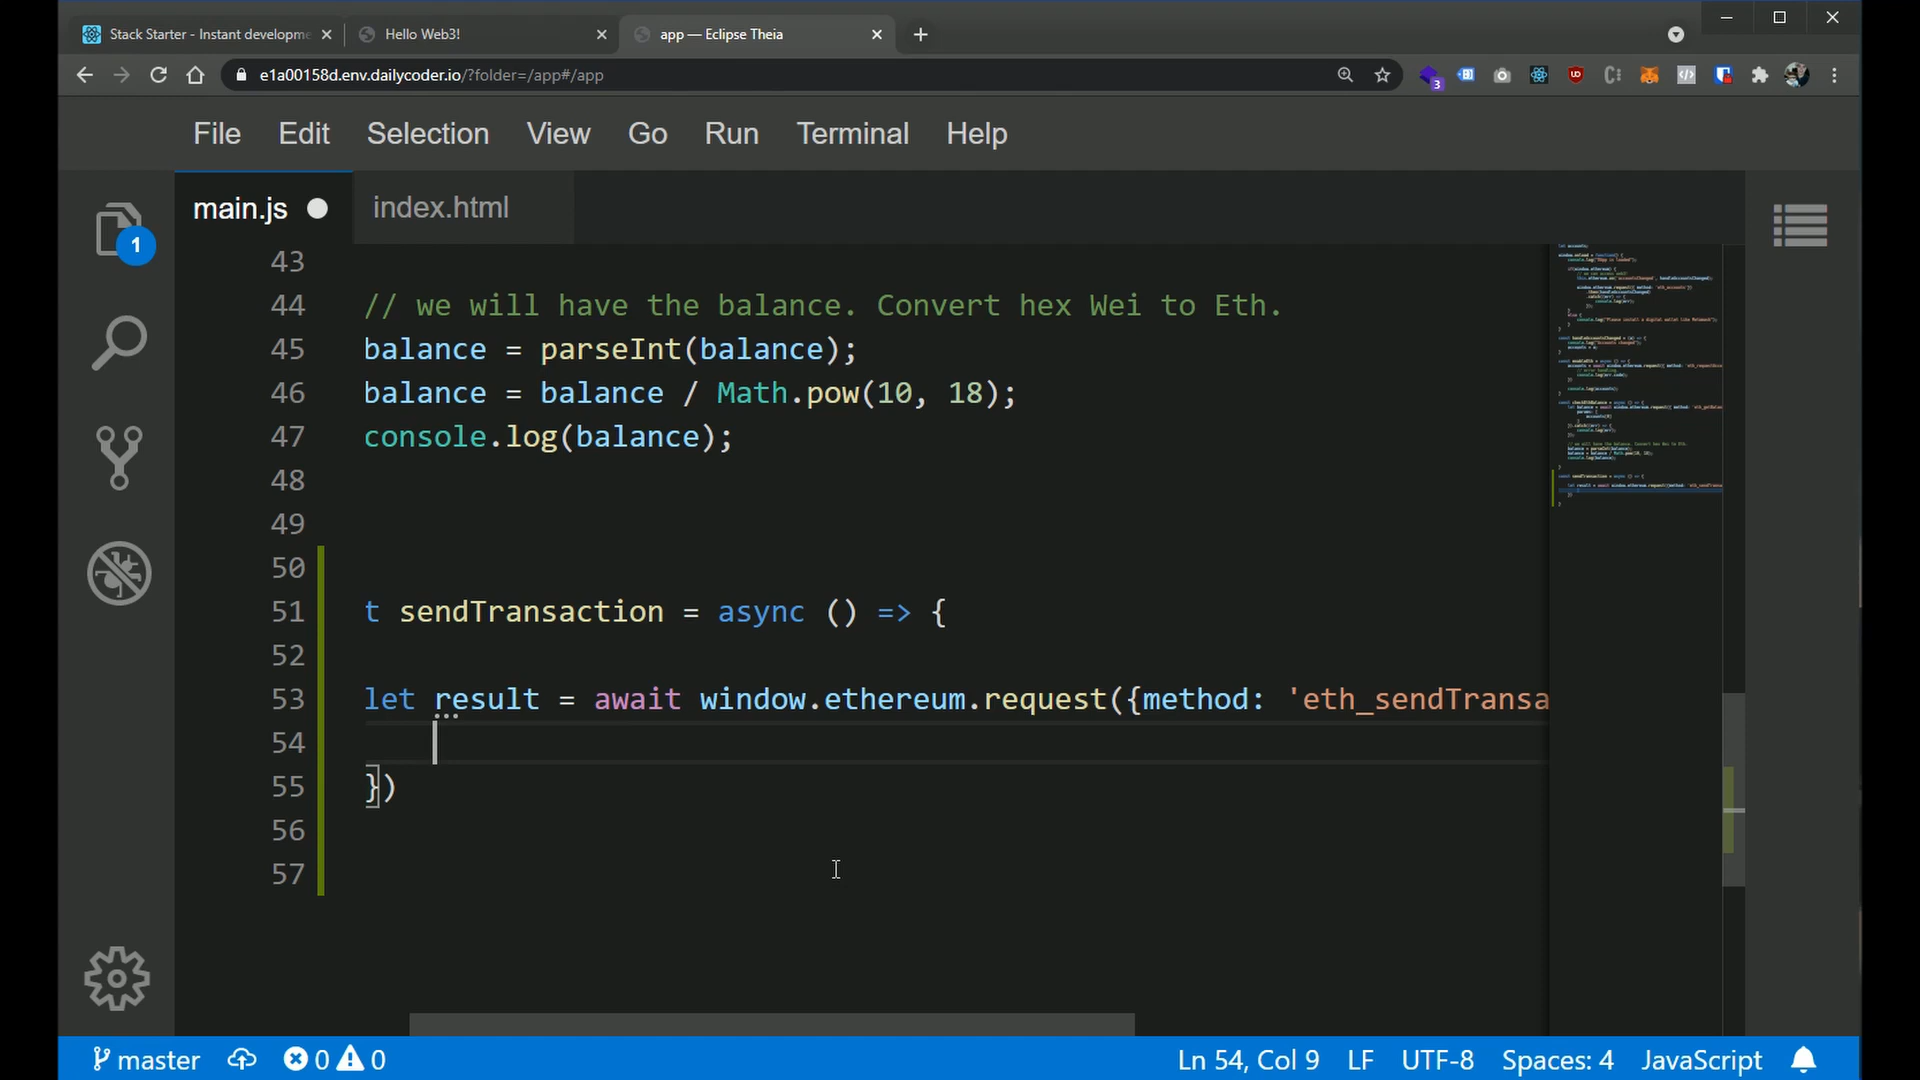 Stack Starter - Instant developme
Hello Web3!
app — Eclipse Theia
e1a00158d.env.dailycoder.io/?folder=/app#/app
3
File Edit Selection View Go Run Terminal Help
main.js
index.html
1
43
44 // we will have the balance. Convert hex Wei to Eth.
45 balance = parseInt(balance);
46 balance = balance / Math.pow(10, 18);
47 console.log(balance);
48
49
50
51 t sendTransaction = async () => {
52
53 let result = await window.ethereum.request({method: 'eth_sendTransa
54
55 })
56
57
master 0 0 Ln 54, Col 9 LF UTF-8 Spaces: 4 JavaScript